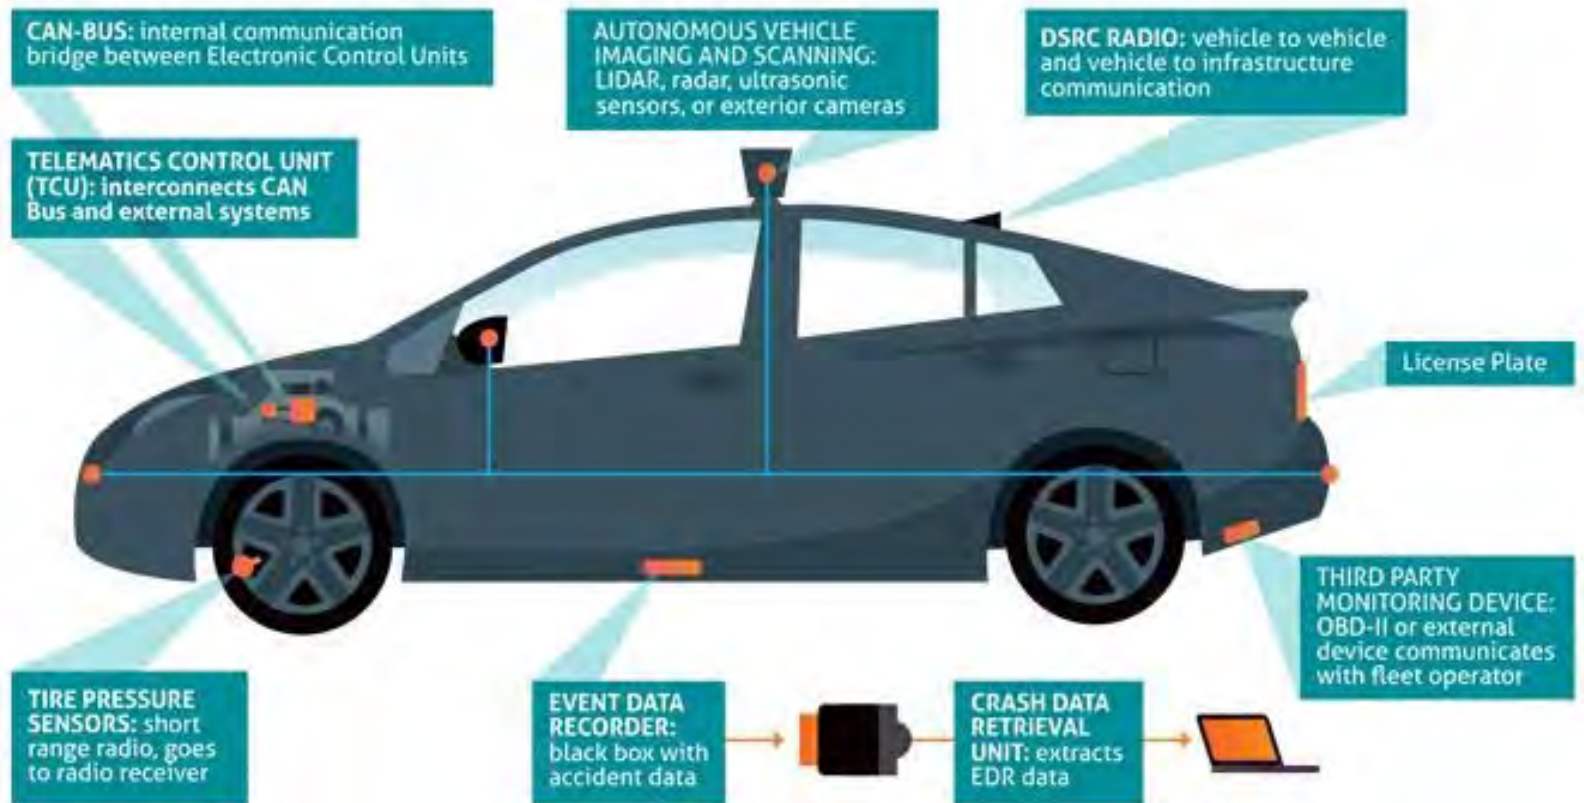 CAN-BUS: internal communication
bridge between Electronic Control Units
AUTONOMOUS VEHICLE
IMAGING AND SCANNING:
LIDAR, radar, ultrasonic
sensors, or exterior cameras
DSRC RADIO: vehicle to vehicle
and vehicle to infrastructure
communication
TELEMATICS CONTROL UNIT
(TCU): interconnects CAN
Bus and external systems
License Plate
THIRD PARTY
MONITORING DEVICE:
OBD-II or external
device communicates
with fleet operator
TIRE PRESSURE
SENSORS: short
range radio, goes
to radio receiver
EVENT DATA
RECORDER:
black box with
accident data
CRASH DATA
RETRIEVAL
UNIT: extracts
EDR data